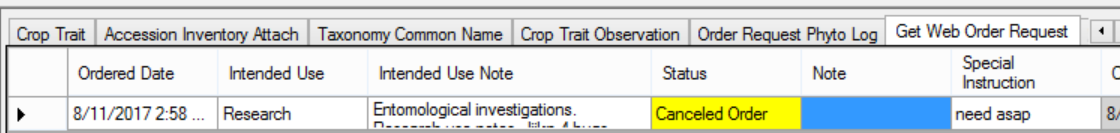 Crop Trait Accession Inventory Attach Taxonomy Common Name Crop Trait Observation Order Request Phyto Log Get Web Order Request
Ordered Date Intended Use Intended Use Note Status Note Special
Instruction
8/11/2017 2:58 ... Research Entomological investigations. Canceled Order need asap 8/